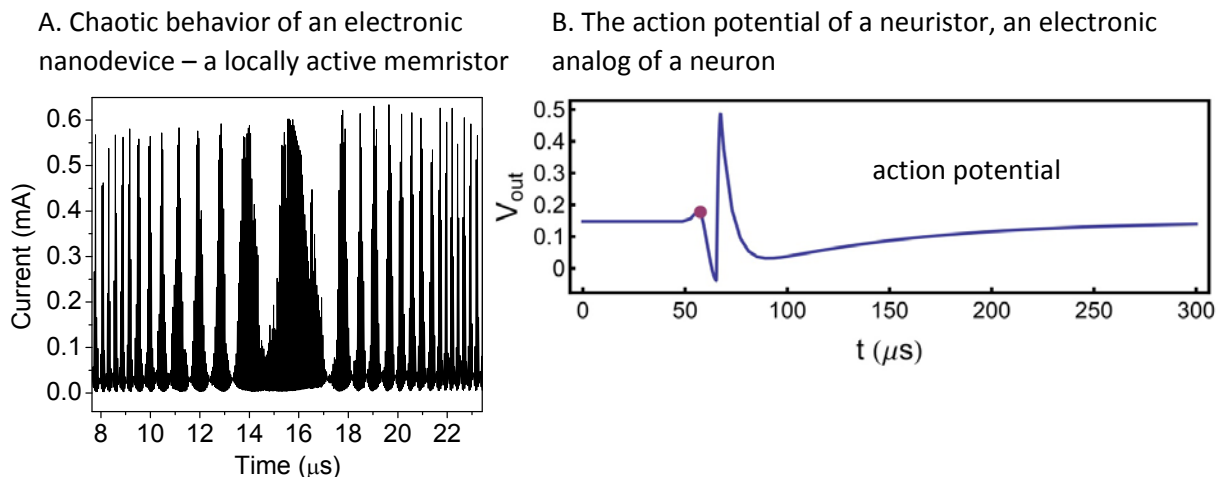 A. Chaotic behavior of an electronic
nanodevice – a locally active memristor
B. The action potential of a neuristor, an electronic
analog of a neuron
0.6
0.5
0.4
0.3
0.2
0.1
0.0
Current (mA)
8 10 12 14 16 18 20 22
Time (μs)
0.5
0.4
0.3
0.2
0.1
0
V_out
action potential
0 50 100 150 200 250 300
t (μs)